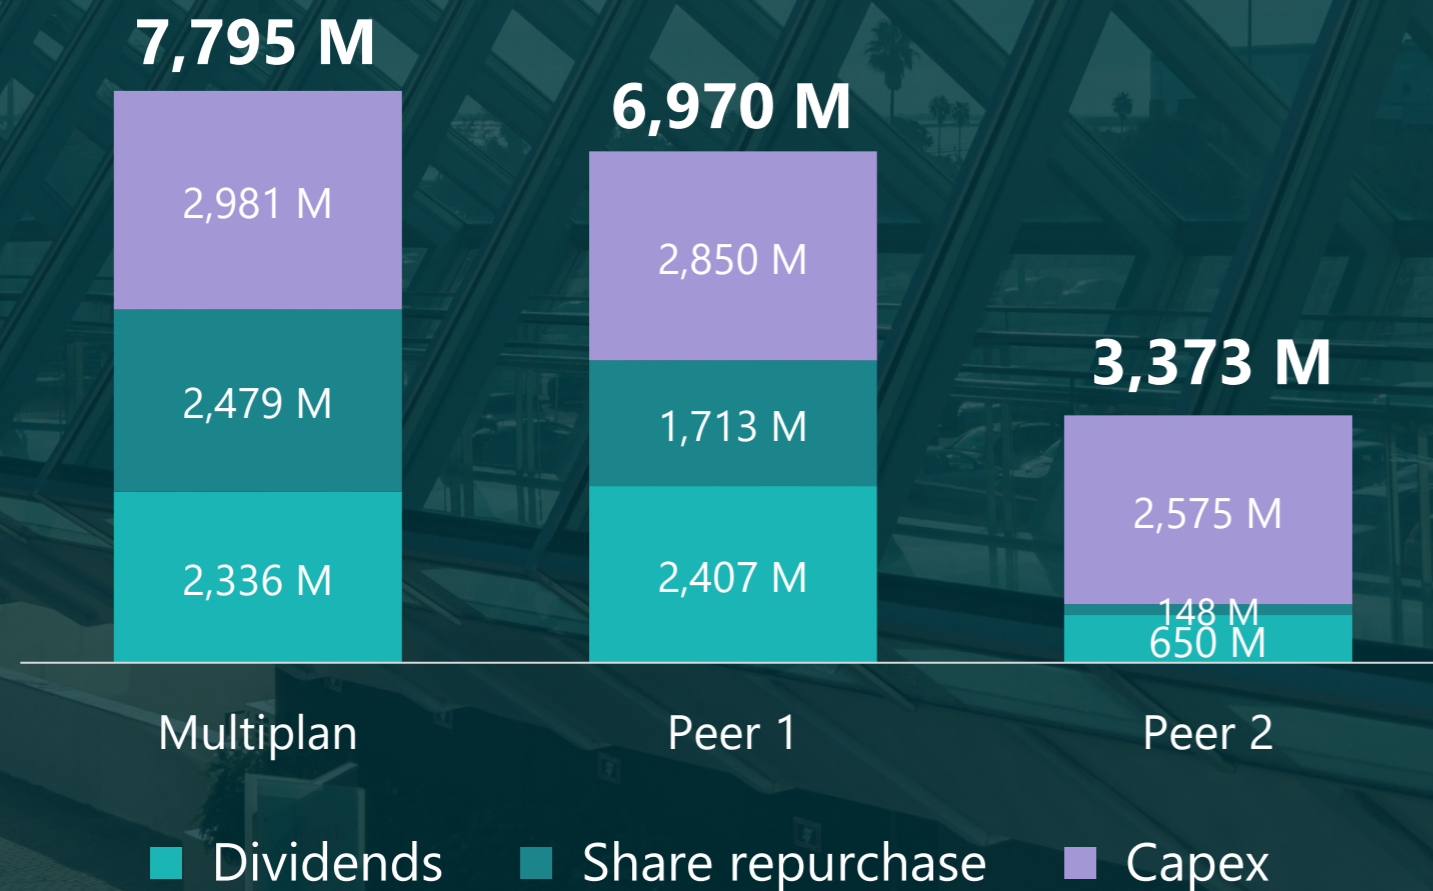 7,795 M
6,970 M
3,373 M
2,981 M
2,850 M
2,575 M
2,479 M
1,713 M
148 M
2,336 M
2,407 M
650 M
Multiplan
Peer 1
Peer 2
Dividends
Share repurchase
Capex